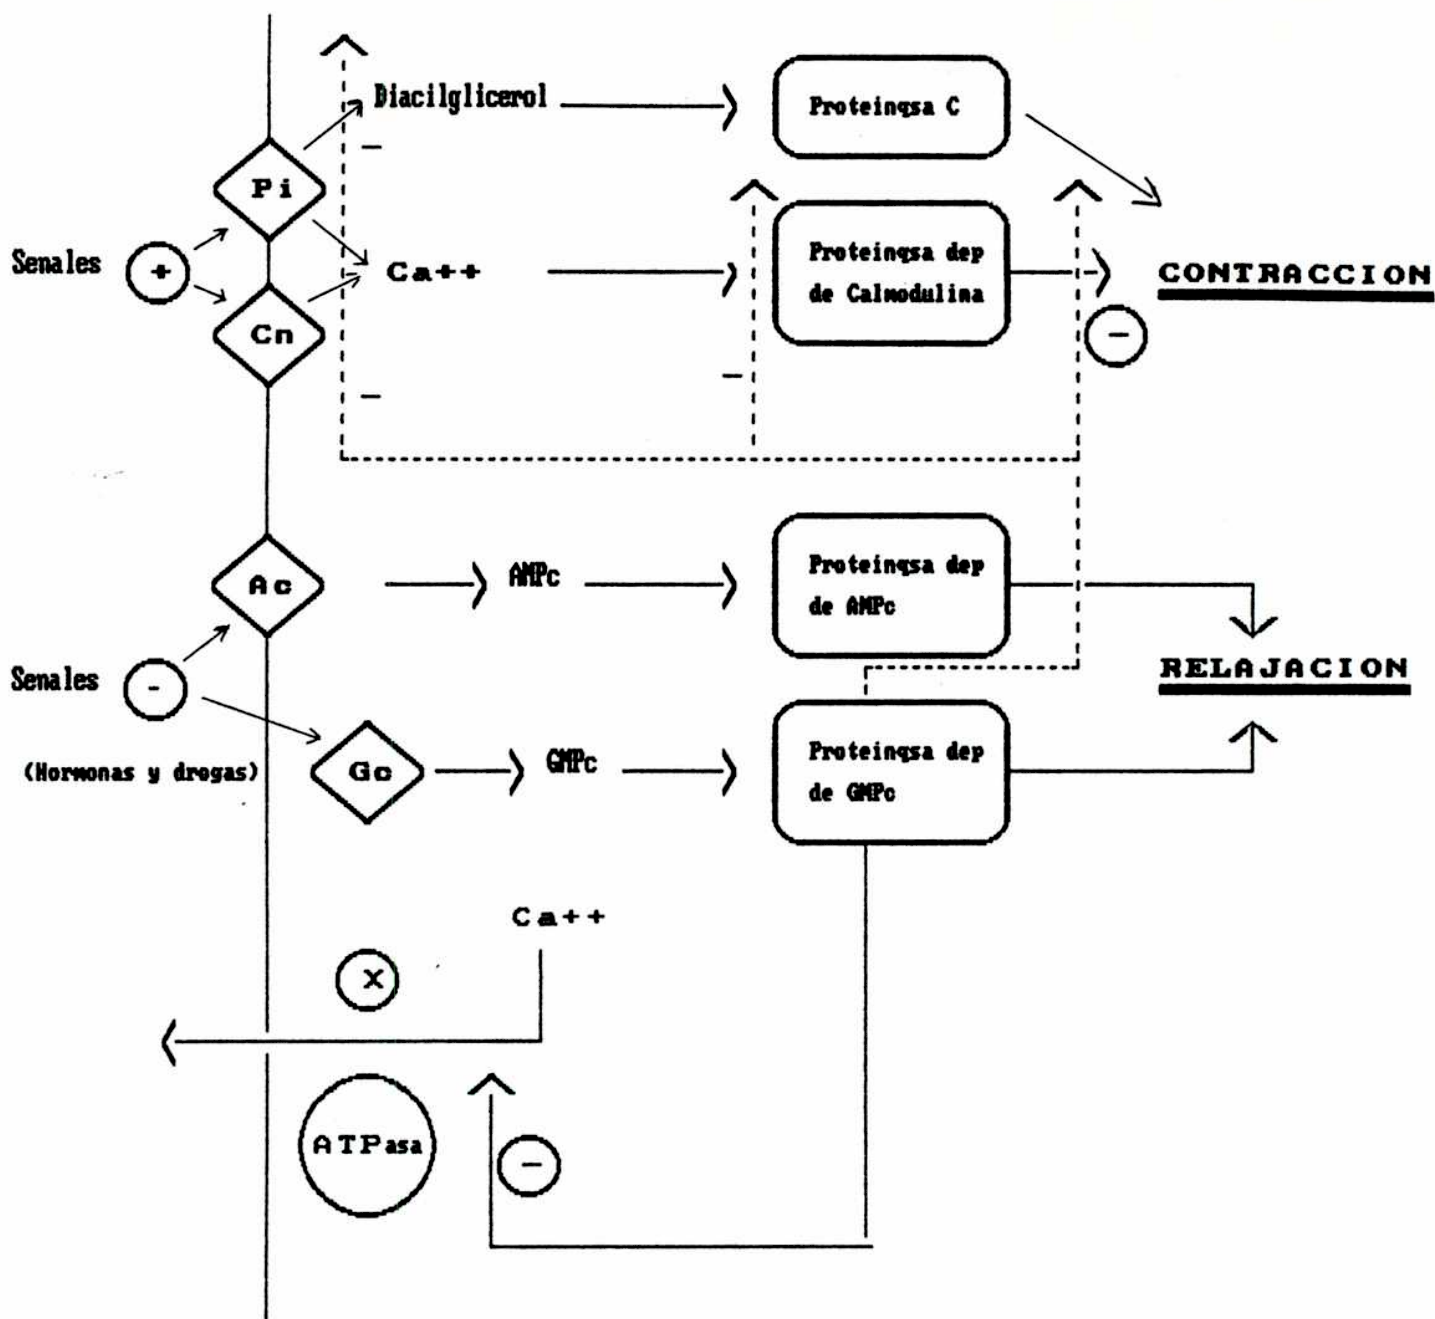 Diacilglicerol
Proteinqsa C
Pi
-
Senales
+
Ca++
Proteinqsa dep
de Calmodulina
CONTRACCION
Cn
-
-
-
Ac
AMPc
Proteinqsa dep
de AMPc
Senales
-
RELAJACION
(Hormonas y drogas)
Gc
GMPc
Proteinqsa dep
de GMPc
Ca++
X
ATPasa
-